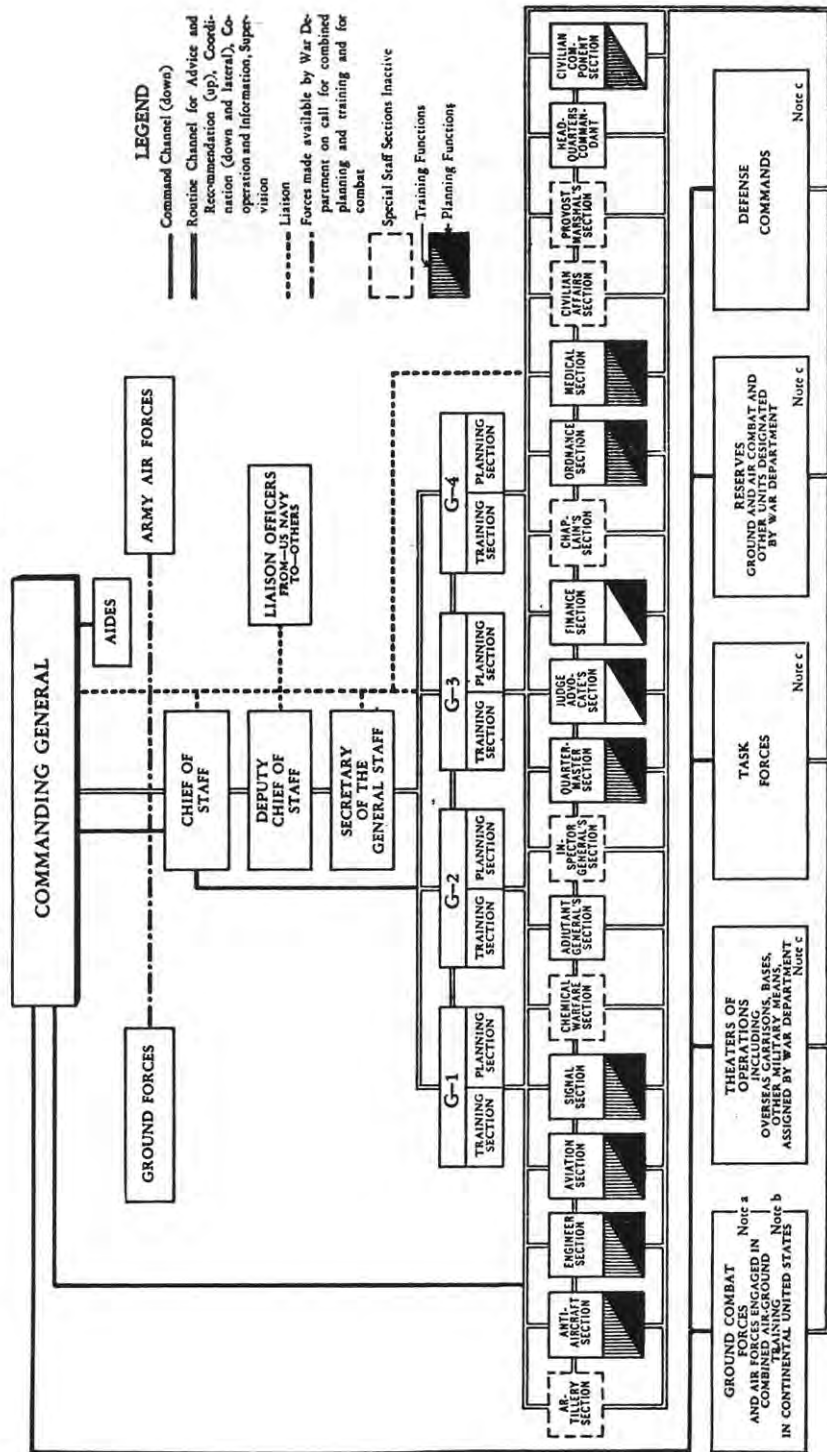 COMMANDING GENERAL
AIDES
GROUND FORCES
ARMY AIR FORCES
LEGEND
Command Channel (down)
Routine Channel for Advice and
Recommendation (up), Coordi-
nation (down and lateral), Co-
operation and Information, Super-
vision
Liaison
Forces made available by War De-
partment on call for combined
planning and training and for
combat
Special Staff Sections Inactive
Training Functions
Planning Functions
CHIEF OF
STAFF
DEPUTY
CHIEF OF
STAFF
LIAISON OFFICERS
FROM—US NAVY
TO—OTHERS
SECRETARY
OF THE
GENERAL STAFF
G-1
TRAINING SECTION
PLANNING SECTION
G-2
TRAINING SECTION
PLANNING SECTION
G-3
TRAINING SECTION
PLANNING SECTION
G-4
TRAINING SECTION
PLANNING SECTION
AR-
TILLERY
SECTION
ANTI-
AIRCRAFT
SECTION
ENGINEER
SECTION
AVIATION
SECTION
SIGNAL
SECTION
CHEMICAL
WARFARE
SECTION
ADJUTANT
GENERAL'S
SECTION
IN-
SPECTOR
GENERAL'S
SECTION
QUARTER-
MASTER
SECTION
JUDGE
ADVO-
CATE'S
SECTION
FINANCE
SECTION
CHAP-
LAIN'S
SECTION
ORDNANCE
SECTION
MEDICAL
SECTION
CIVILIAN
AFFAIRS
SECTION
PROVOST
MARSHAL'S
SECTION
HEAD-
QUARTERS
COMMAN-
DANT
CIVILIAN
COM-
PONENT
SECTION
GROUND COMBAT
FORCES
Note a
AND AIR FORCES ENGAGED IN
COMBINED AIR-GROUND
TRAINING
Note b
IN CONTINENTAL UNITED STATES
THEATERS OF
OPERATIONS
INCLUDING
OVERSEAS GARRISONS, BASES,
OTHER MILITARY MEANS,
ASSIGNED BY WAR DEPARTMENT
Note c
TASK
FORCES
Note c
RESERVES
GROUND AND AIR COMBAT AND
OTHER UNITS DESIGNATED
BY WAR DEPARTMENT
Note c
DEFENSE
COMMANDS
Note c